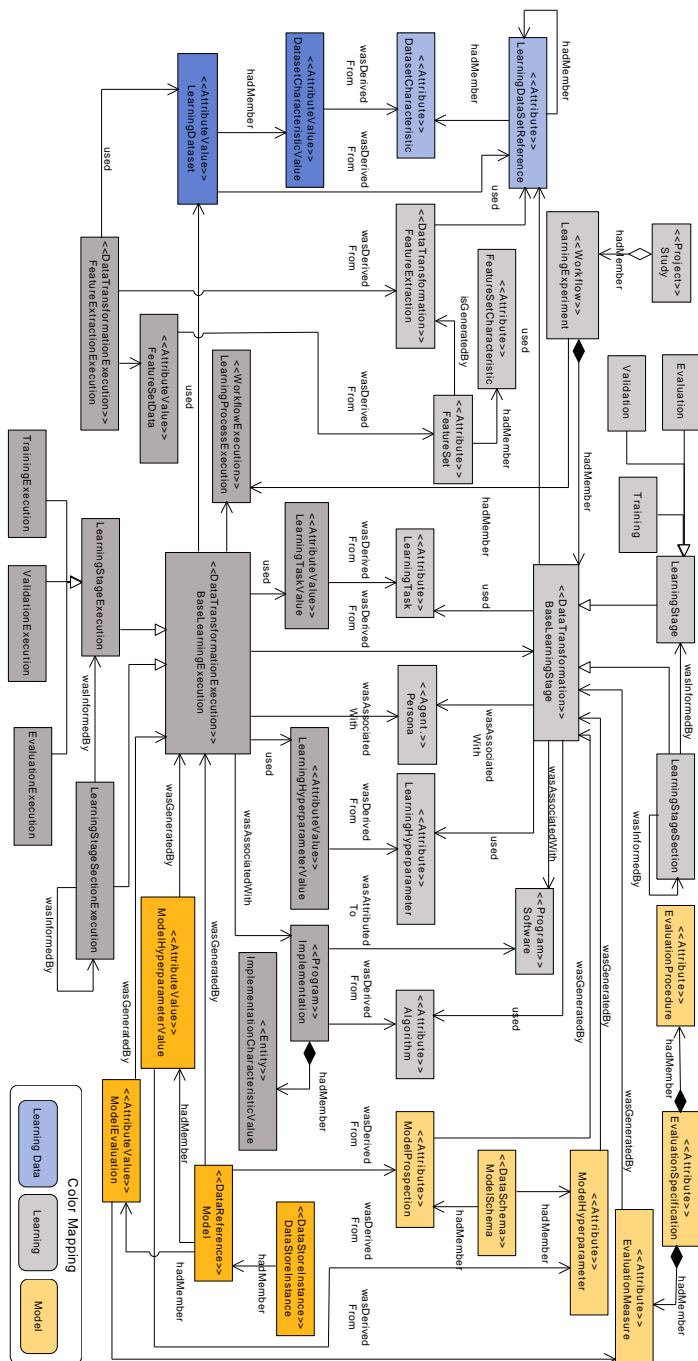 <<Project>>
Study
hadMember
<<Workflow>>
LearningExperiment
Evaluation
Validation
Training
LearningStage
wasInformedBy
LearningStageSection
wasInformedBy
<<Attribute>>
EvaluationProcedure
hadMember
<<Attribute>>
EvaluationSpecification
hadMember
<<Attribute>>
EvaluationMeasure
wasGeneratedBy
hadMember
<<Attribute>>
ModelHyperparameter
wasGeneratedBy
wasGeneratedBy
hadMember
<<Attribute>>
LearningDataSetReference
used
used
hadMember
<<DataTransformation>>
BaseLearningStage
wasAssociatedWith
<<Program>>
Software
used
hadMember
<<DataSchema>>
ModelSchema
hadMember
hadMember
<<Attribute>>
FeatureSetCharacteristic
hadMember
hadMember
used
wasAssociated
With
used
<<Attribute>>
DatasetCharacteristic
<<DataTransformation>>
FeatureExtraction
isGeneratedBy
<<Attribute>>
FeatureSet
<<Attribute>>
LearningTask
<<Agent.>>
Persona
<<Attribute>>
LearningHyperparameter
<<Attribute>>
Algorithm
<<Attribute>>
ModelProspection
wasDerived
From
wasDerived
From
wasDerived
From
wasDerived
From
wasDerived
From
wasDerived
From
wasAssociated
With
wasDerived
From
wasAttributed
To
wasDerived
From
wasDerived
From
wasDerived
From
wasDerived
From
<<AttributeValue>>
DatasetCharacteristicValue
<<AttributeValue>>
LearningTaskValue
<<AttributeValue>>
LearningHyperparameterValue
<<Program>>
Implementation
hadMember
<<DataStoreInstance>>
DataStoreInstance
hadMember
used
used
wasAssociatedWith
<<Entity>>
ImplementationCharacteristicValue
hadMember
<<AttributeValue>>
LearningDataset
used
<<WorkflowExecution>>
LearningProcessExecution
<<DataTransformationExecution>>
BaseLearningExecution
wasGeneratedBy
<<DataReference>>
Model
hadMember
hadMember
used
<<AttributeValue>>
FeatureSetData
wasGeneratedBy
<<AttributeValue>>
ModelHyperparameterValue
wasGeneratedBy
<<AttributeValue>>
ModelEvaluation
<<DataTransformationExecution>>
FeatureExtractionExecution
LearningStageExecution
wasInformedBy
LearningStageSectionExecution
wasInformedBy
TrainingExecution
ValidationExecution
EvaluationExecution
Color Mapping
Learning Data
Learning
Model